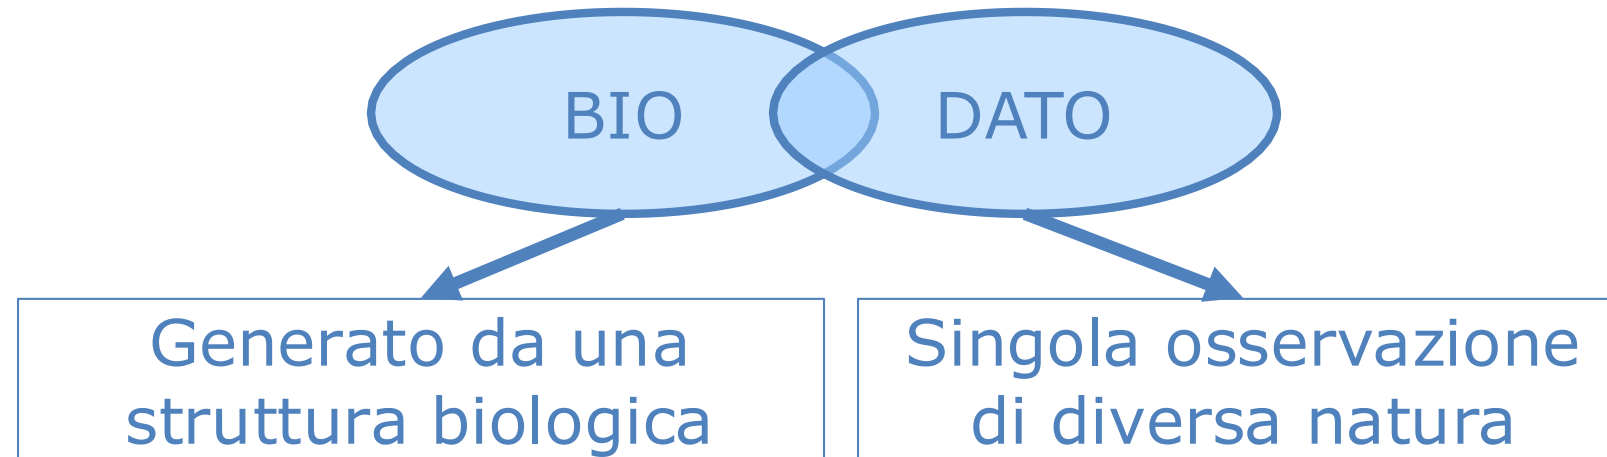 BIO
DATO
Generato da una
struttura biologica
Singola osservazione
di diversa natura